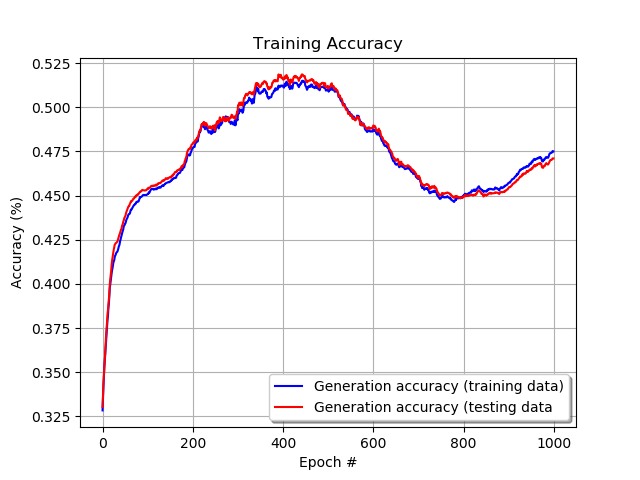 Training Accuracy
Accuracy (%)
0.525
0.500
0.475
0.450
0.425
0.400
0.375
0.350
0.325
Generation accuracy (training data)
Generation accuracy (testing data
0 200 400 600 800 1000
Epoch #